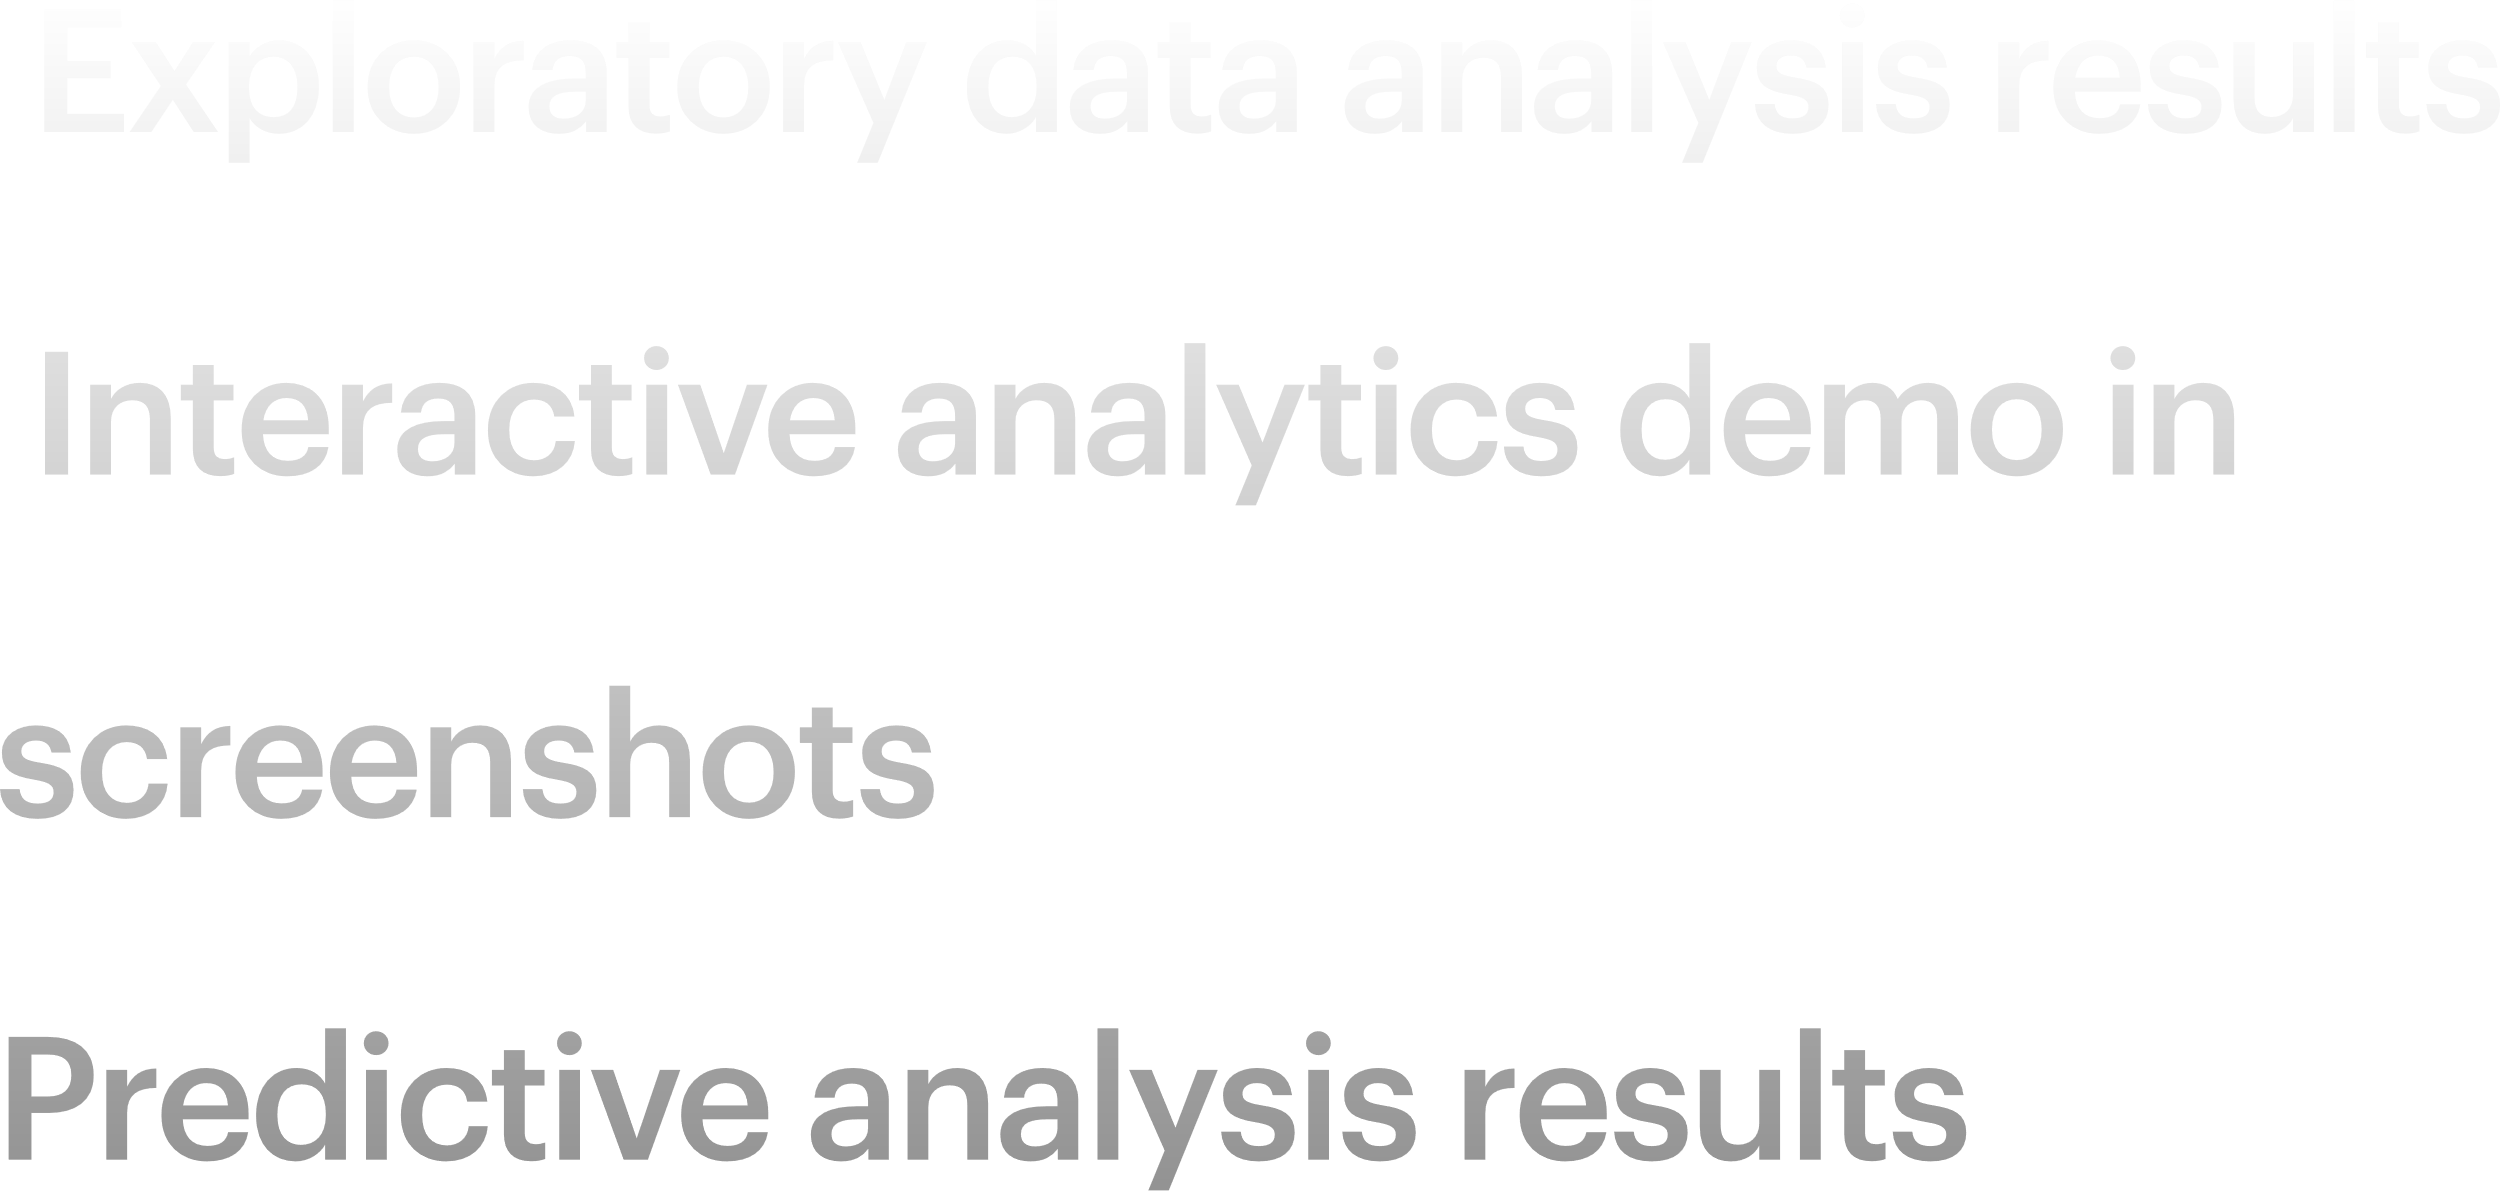 Exploratory data analysis results
Interactive analytics demo in
screenshots
Predictive analysis results